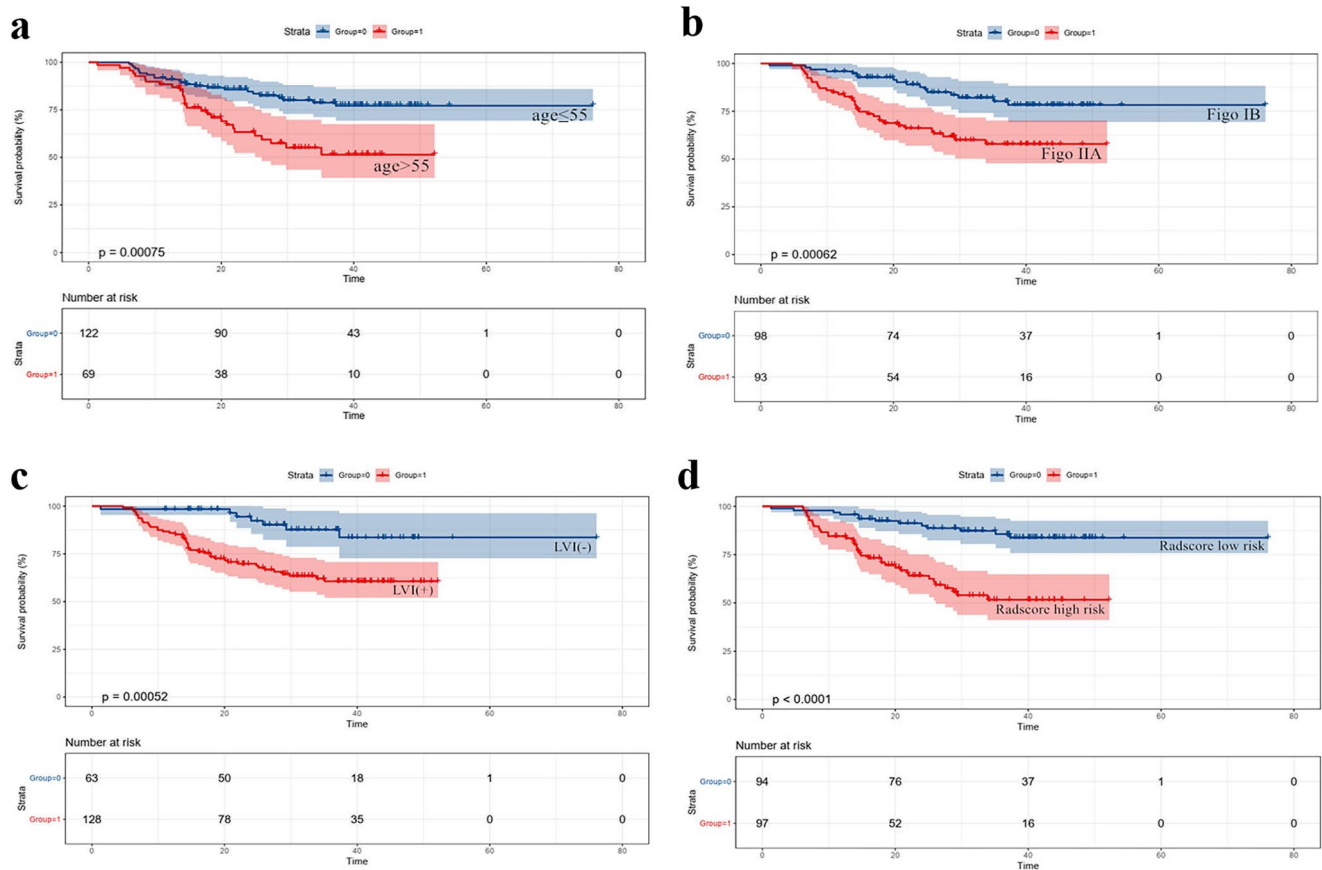 a
Strata Group=0 Group=1
Survival probability (%)
100
75
50
25
0
age≤55
age>55
p = 0.00075
0 20 40 60 80
Time
Number at risk
Strata
Group=0 122 90 43 1 0
Group=1 69 38 10 0 0
0 20 40 60 80
Time
b
Strata Group=0 Group=1
Survival probability (%)
100
75
50
25
0
Figo IB
Figo IIA
p = 0.00062
0 20 40 60 80
Time
Number at risk
Strata
Group=0 98 74 37 1 0
Group=1 93 54 16 0 0
0 20 40 60 80
Time
c
Strata Group=0 Group=1
Survival probability (%)
100
75
50
25
0
LVI(-)
LVI(+)
p = 0.00052
0 20 40 60 80
Time
Number at risk
Strata
Group=0 63 50 18 1 0
Group=1 128 78 35 0 0
0 20 40 60 80
Time
d
Strata Group=0 Group=1
Survival probability (%)
100
75
50
25
0
Radscore low risk
Radscore high risk
p < 0.0001
0 20 40 60 80
Time
Number at risk
Strata
Group=0 94 76 37 1 0
Group=1 97 52 16 0 0
0 20 40 60 80
Time